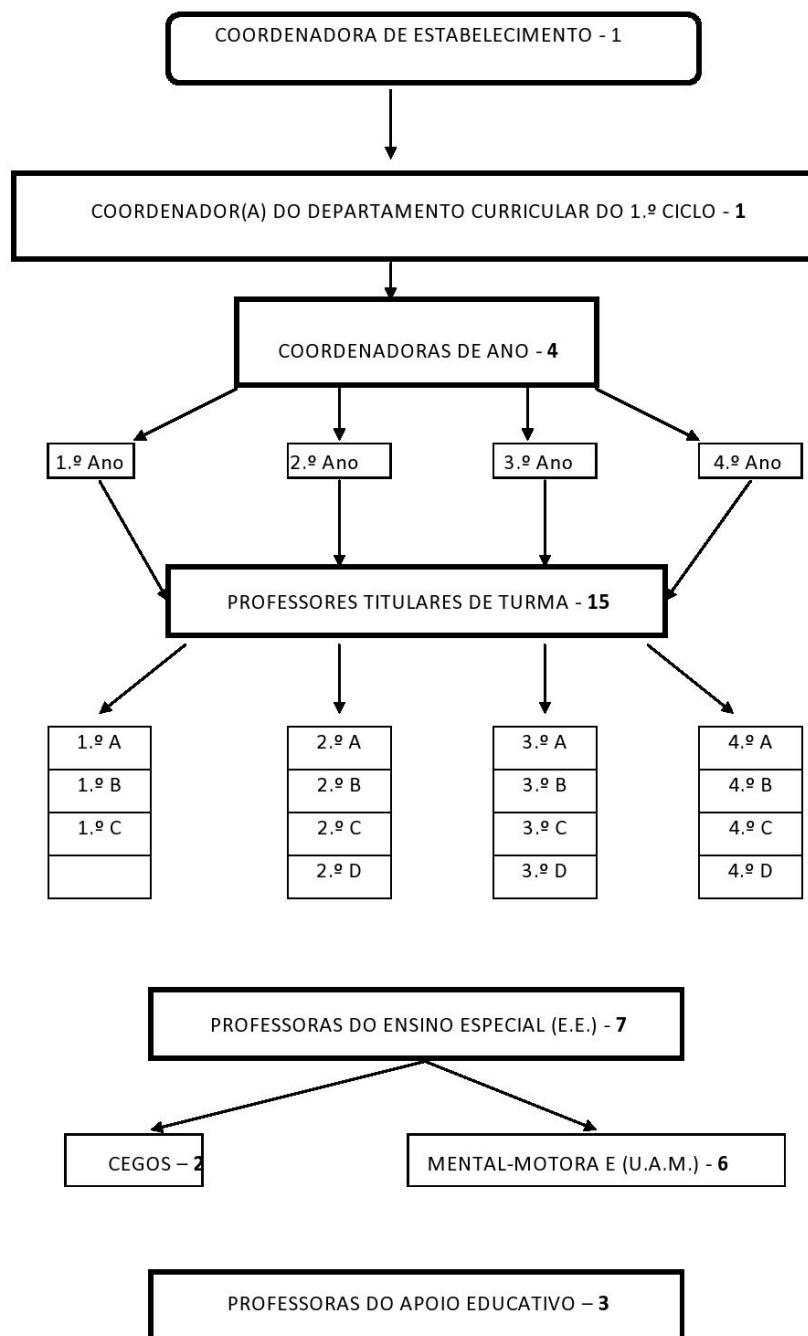 COORDENADORA DE ESTABELECIMENTO - 1
COORDENADOR(A) DO DEPARTAMENTO CURRICULAR DO 1.º CICLO - 1
COORDENADORAS DE ANO - 4
1.º Ano
2.º Ano
3.º Ano
4.º Ano
PROFESSORES TITULARES DE TURMA - 15
1.º A
1.º B
1.º C
2.º A
2.º B
2.º C
2.º D
3.º A
3.º B
3.º C
3.º D
4.º A
4.º B
4.º C
4.º D
PROFESSORAS DO ENSINO ESPECIAL (E.E.) - 7
CEGOS – 2
MENTAL-MOTORA E (U.A.M.) - 6
PROFESSORAS DO APOIO EDUCATIVO – 3